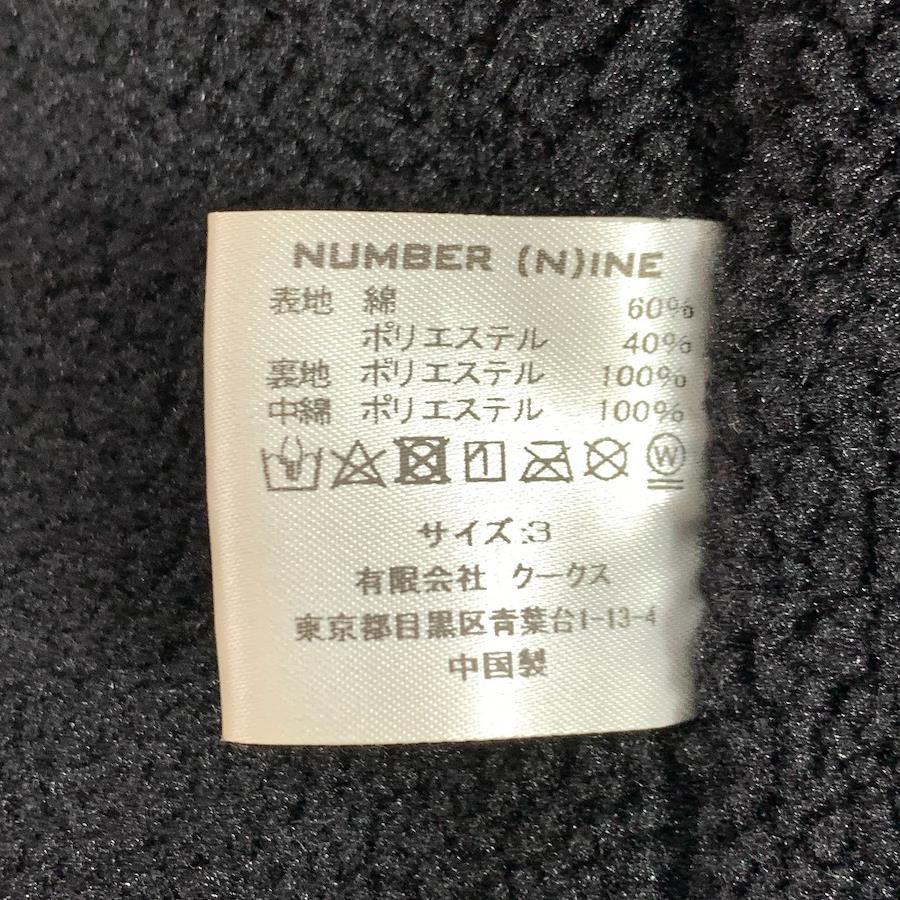 NUMBER (N)INE
表地 綿 60%
ポリエステル 40%
裏地 ポリエステル 100%
中綿 ポリエステル 100%
W
サイズ:3
有限会社 クークス
東京都目黒区青葉台1-13-4
中国製